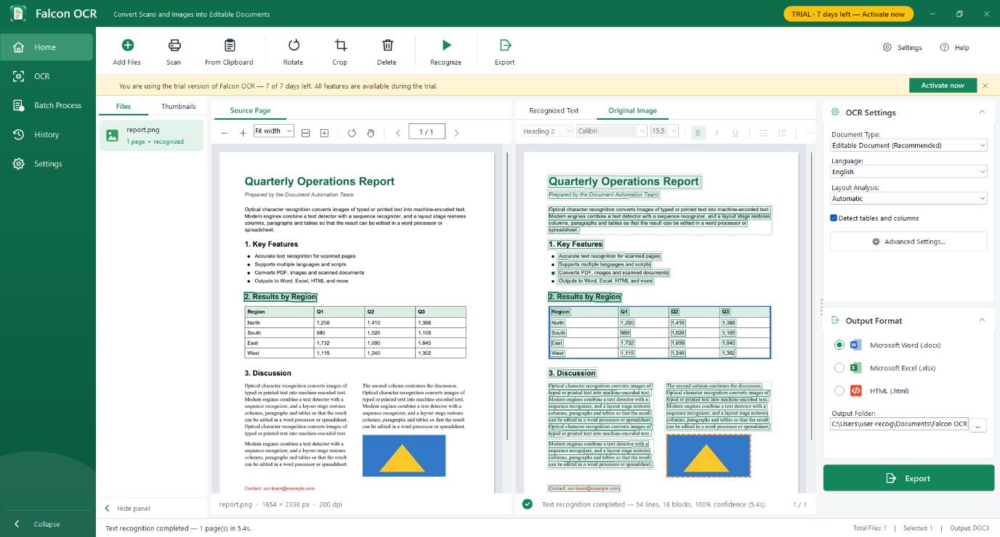 Falcon OCR
Convert Scans and Images into Editable Documents
TRIAL · 7 days left — Activate now
Home
OCR
Batch Process
History
Settings
Collapse
Add Files
Scan
From Clipboard
Rotate
Crop
Delete
Recognize
Export
Settings
Help
You are using the trial version of Falcon OCR — 7 of 7 days left. All features are available during the trial.
Activate now
Files
Thumbnails
report.png
1 page • recognized
Hide panel
Source Page
Fit width
1 / 1
Quarterly Operations Report
Prepared by the Document Automation Team
Optical character recognition converts images of typed or printed text into machine-encoded text.
Modern engines combine a text detector with a sequence recognizer, and a layout stage restores
columns, paragraphs and tables so that the result can be edited in a word processor or
spreadsheet.
1. Key Features
● Accurate text recognition for scanned pages
● Supports multiple languages and scripts
● Converts PDF, images and scanned documents
● Outputs to Word, Excel, HTML and more
2. Results by Region
Region Q1 Q2 Q3
North 1,250 1,410 1,388
South 980 1,020 1,105
East 1,732 1,690 1,845
West 1,115 1,240 1,302
3. Discussion
Optical character recognition converts images of
typed or printed text into machine-encoded text.
Modern engines combine a text detector with a
sequence recognizer, and a layout stage restores
columns, paragraphs and tables so that the result
can be edited in a word processor or spreadsheet.
Optical character recognition converts images of
typed or printed text into machine-encoded text.
Modern engines combine a text detector with a
sequence recognizer, and a layout stage restores
columns, paragraphs and tables so that the result
can be edited in a word processor or spreadsheet.
The second column continues the discussion.
Optical character recognition converts images of
typed or printed text into machine-encoded text.
Modern engines combine a text detector with a
sequence recognizer, and a layout stage restores
columns, paragraphs and tables so that the result
can be edited in a word processor or spreadsheet.
Contact: ocr-team@example.com
report.png · 1654 × 2338 px · 200 dpi
Recognized Text
Original Image
Heading 2
Calibri
15.5
B
I
U
Quarterly Operations Report
Prepared by the Document Automation Team
Optical character recognition converts images of typed or printed text into machine-encoded text.
Modern engines combine a text detector with a sequence recognizer, and a layout stage restores
columns, paragraphs and tables so that the result can be edited in a word processor or
spreadsheet.
1. Key Features
● Accurate text recognition for scanned pages
● Supports multiple languages and scripts
● Converts PDF, images and scanned documents
● Outputs to Word, Excel, HTML and more
2. Results by Region
Region Q1 Q2 Q3
North 1,250 1,410 1,388
South 980 1,020 1,105
East 1,732 1,690 1,845
West 1,115 1,240 1,302
3. Discussion
Optical character recognition converts images of
typed or printed text into machine-encoded text.
Modern engines combine a text detector with a
sequence recognizer, and a layout stage restores
columns, paragraphs and tables so that the result
can be edited in a word processor or spreadsheet.
Optical character recognition converts images of
typed or printed text into machine-encoded text.
Modern engines combine a text detector with a
sequence recognizer, and a layout stage restores
columns, paragraphs and tables so that the result
can be edited in a word processor or spreadsheet.
The second column continues the discussion.
Optical character recognition converts images of
typed or printed text into machine-encoded text.
Modern engines combine a text detector with a
sequence recognizer, and a layout stage restores
columns, paragraphs and tables so that the result
can be edited in a word processor or spreadsheet.
Contact: ocr-team@example.com
Text recognition completed — 54 lines, 16 blocks, 100% confidence (5.4s).
1 / 1
OCR Settings
Document Type:
Editable Document (Recommended)
Language:
English
Layout Analysis:
Automatic
Detect tables and columns
Advanced Settings...
Output Format
Microsoft Word (.docx)
Microsoft Excel (.xlsx)
HTML (.html)
Output Folder:
C:\Users\user-recog\Documents\Falcon OCR
...
Export
Text recognition completed — 1 page(s) in 5.4s.
Total Files: 1 | Selected: 1 | Output: DOCX